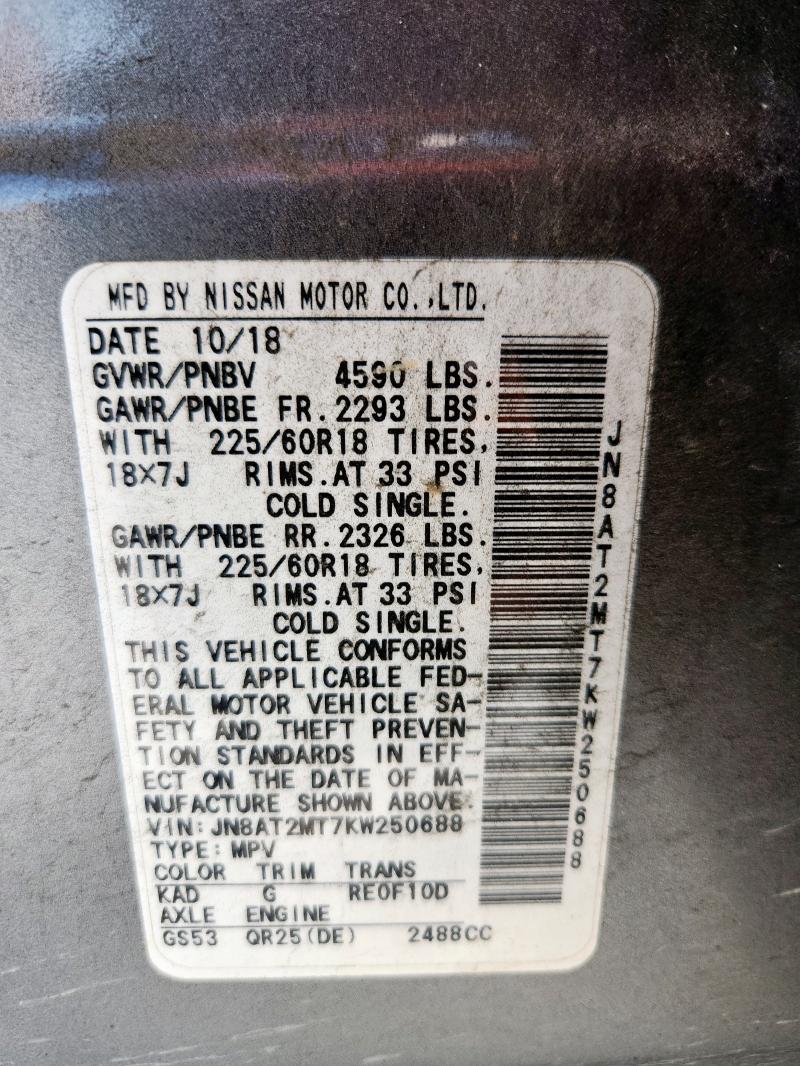 MFD BY NISSAN MOTOR CO.,LTD.
DATE 10/18
GVWR/PNBV 4590 LBS.
GAWR/PNBE FR.2293 LBS.
WITH 225/60R18 TIRES,
18X7J RIMS.AT 33 PSI
COLD SINGLE.
GAWR/PNBE RR.2326 LBS.
WITH 225/60R18 TIRES,
18X7J RIMS.AT 33 PSI
COLD SINGLE.
THIS VEHICLE CONFORMS
TO ALL APPLICABLE FED-
ERAL MOTOR VEHICLE SA-
FETY AND THEFT PREVEN-
TION STANDARDS IN EFF-
ECT ON THE DATE OF MA-
NUFACTURE SHOWN ABOVE.
VIN:JN8AT2MT7KW250688
TYPE:MPV
COLOR TRIM TRANS
KAD G RE0F10D
AXLE ENGINE
GS53 QR25(DE) 2488CC
JN8AT2MT7KW250688